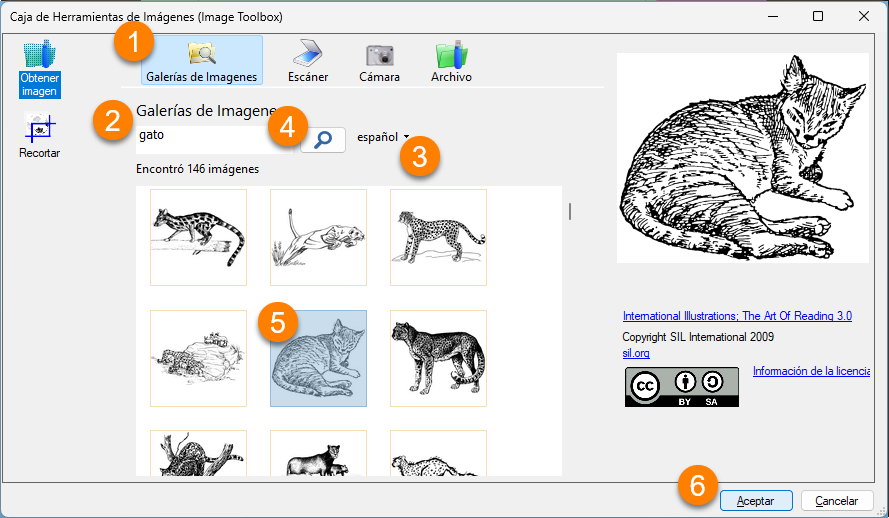 Caja de Herramientas de Imágenes (Image Toolbox)
1
Obtener
imagen
Recortar
Galerías de Imagenes
Escáner
Cámara
Archivo
Galerías de Imagene
2
gato
4
español
3
Encontró 146 imágenes
5
International Illustrations; The Art Of Reading 3.0
Copyright SIL International 2009
sil.org
cc
BY SA
Información de la licencia
6
Aceptar
Cancelar